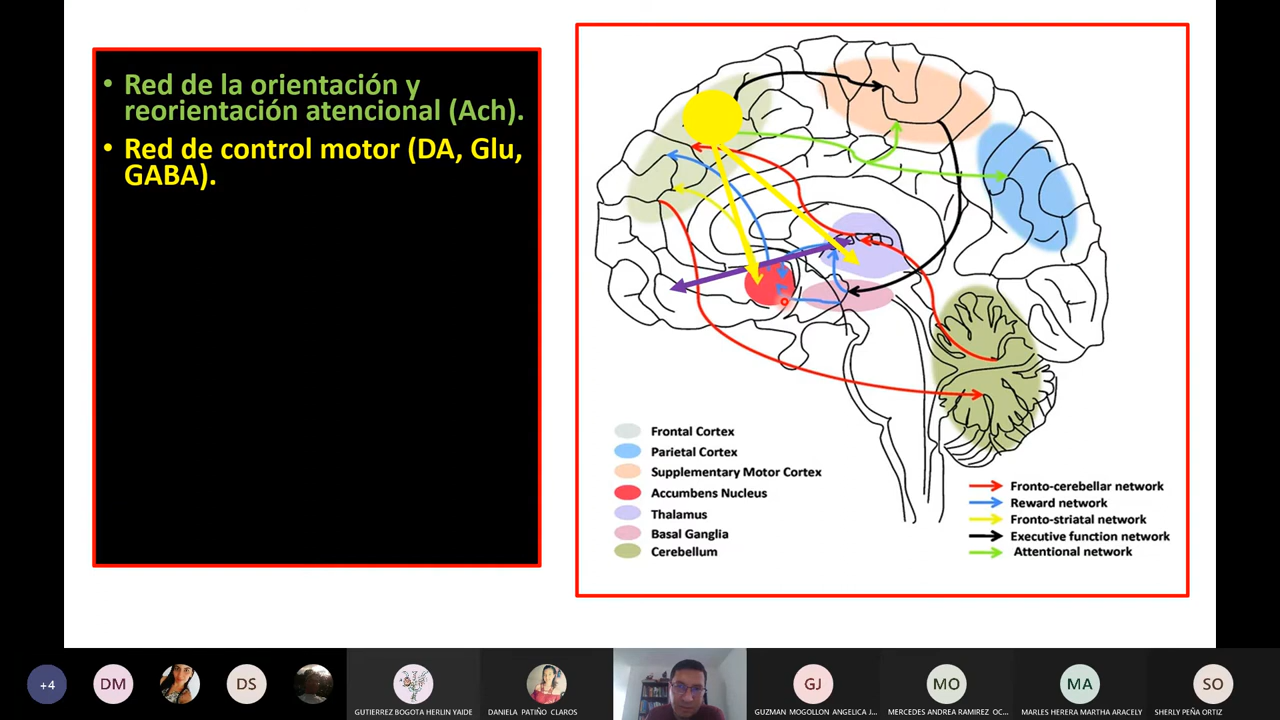 • Red de la orientación y
reorientación atencional (Ach).
• Red de control motor (DA, Glu,
GABA).
Frontal Cortex
Parietal Cortex
Supplementary Motor Cortex
Accumbens Nucleus
Thalamus
Basal Ganglia
Cerebellum
Fronto-cerebellar network
Reward network
Fronto-striatal network
Executive function network
Attentional network
+4
DM
DS
GUTIERREZ BOGOTA HERLIN YAIDE
DANIELA PATIÑO CLAROS
GJ
GUZMAN MOGOLLON ANGELICA J...
MO
MERCEDES ANDREA RAMIREZ OC...
MA
MARLES HERERA MARTHA ARACELY
SO
SHERLY PEÑA ORTIZ